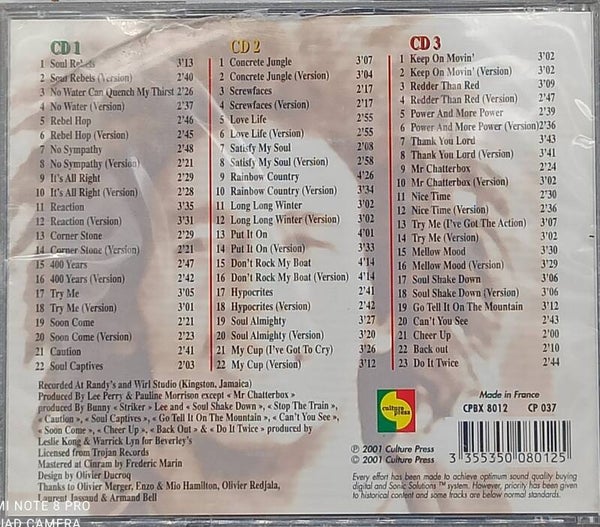 CD 1
1 Soul Rebels 3'13
2 Soul Rebels (Version) 2'40
3 No Water Can Quench My Thirst 2'26
4 No Water (Version) 2'37
5 Rebel Hop 2'46
6 Rebel Hop (Version) 2'45
7 No Sympathy 2'48
8 No Sympathy (Version) 2'21
9 It's All Right 2'29
10 It's All Right (Version) 2'28
11 Reaction 3'35
12 Reaction (Version) 3'31
13 Corner Stone 2'29
14 Corner Stone (Version) 2'21
15 400 Years 2'47
16 400 Years (Version) 2'42
17 Try Me 3'05
18 Try Me (Version) 3'01
19 Soon Come 2'21
20 Soon Come (Version) 2'23
21 Caution 2'41
22 Soul Captives 2'03
CD 2
1 Concrete Jungle 3'07
2 Concrete Jungle (Version) 3'04
3 Screwfaces 2'17
4 Screwfaces (Version) 2'17
5 Love Life 2'55
6 Love Life (Version) 2'55
7 Satisfy My Soul 2'08
8 Satisfy My Soul (Version) 2'58
9 Rainbow Country 4'26
10 Rainbow Country (Version) 3'34
11 Long Long Winter 3'02
12 Long Long Winter (Version) 3'02
13 Put It On 4'01
14 Put It On (Version) 3'33
15 Don't Rock My Boat 4'14
16 Don't Rock My Boat (Version) 4'14
17 Hypocrites 2'41
18 Hypocrites (Version) 2'42
19 Soul Almighty 3'27
20 Soul Almighty (Version) 3'20
21 My Cup (I've Got To Cry) 3'26
22 My Cup (Version) 3'12
CD 3
1 Keep On Movin' 3'02
2 Keep On Movin' (Version) 3'02
3 Redder Than Red 3'09
4 Redder Than Red (Version) 2'47
5 Power And More Power 2'39
6 Power And More Power (Version) 2'36
7 Thank You Lord 3'43
8 Thank You Lord (Version) 3'41
9 Mr Chatterbox 2'24
10 Mr Chatterbox (Version) 3'02
11 Nice Time 2'30
12 Nice Time (Version) 2'36
13 Try Me (I've Got The Action) 3'07
14 Try Me (Version) 3'02
15 Mellow Mood 3'30
16 Mellow Mood (Version) 3'29
17 Soul Shake Down 3'06
18 Soul Shake Down (Version) 3'06
19 Go Tell It On The Mountain 3'12
20 Can't You See 2'43
21 Cheer Up 2'00
22 Back out 2'10
23 Do It Twice 2'44
Recorded At Randy's and Wirl Studio (Kingston, Jamaica)
Produced By Lee Perry & Pauline Morrison except « Mr Chatterbox »
produced By Bunny « Striker » Lee and « Soul Shake Down », « Stop The Train »,
« Caution », « Soul Captives », « Go Tell It On The Mountain », « Can't You See »,
« Soon Come », « Cheer Up », « Back Out » & « Do It Twice » produced by
Leslie Kong & Warrick Lyn for Beverley's
Licensed from Trojan Records
Mastered at Cinram by Frederic Marin
Design by Olivier Ducroq
Thanks to Olivier Merger, Enzo & Mio Hamilton, Olivier Redjala,
Laurent Jassaud & Armand Bell
culture press
Made in France
CPBX 8012 CP 037
℗ 2001 Culture Press
© 2001 Culture Press
3 355350 080125
Every effort has been made to achieve optimum sound quality buying
digital and Sonic Solutions™ system. However, priority has been given
to historical content and some tracks are below todays standards.
MI NOTE 8 PRO
QUAD CAMERA